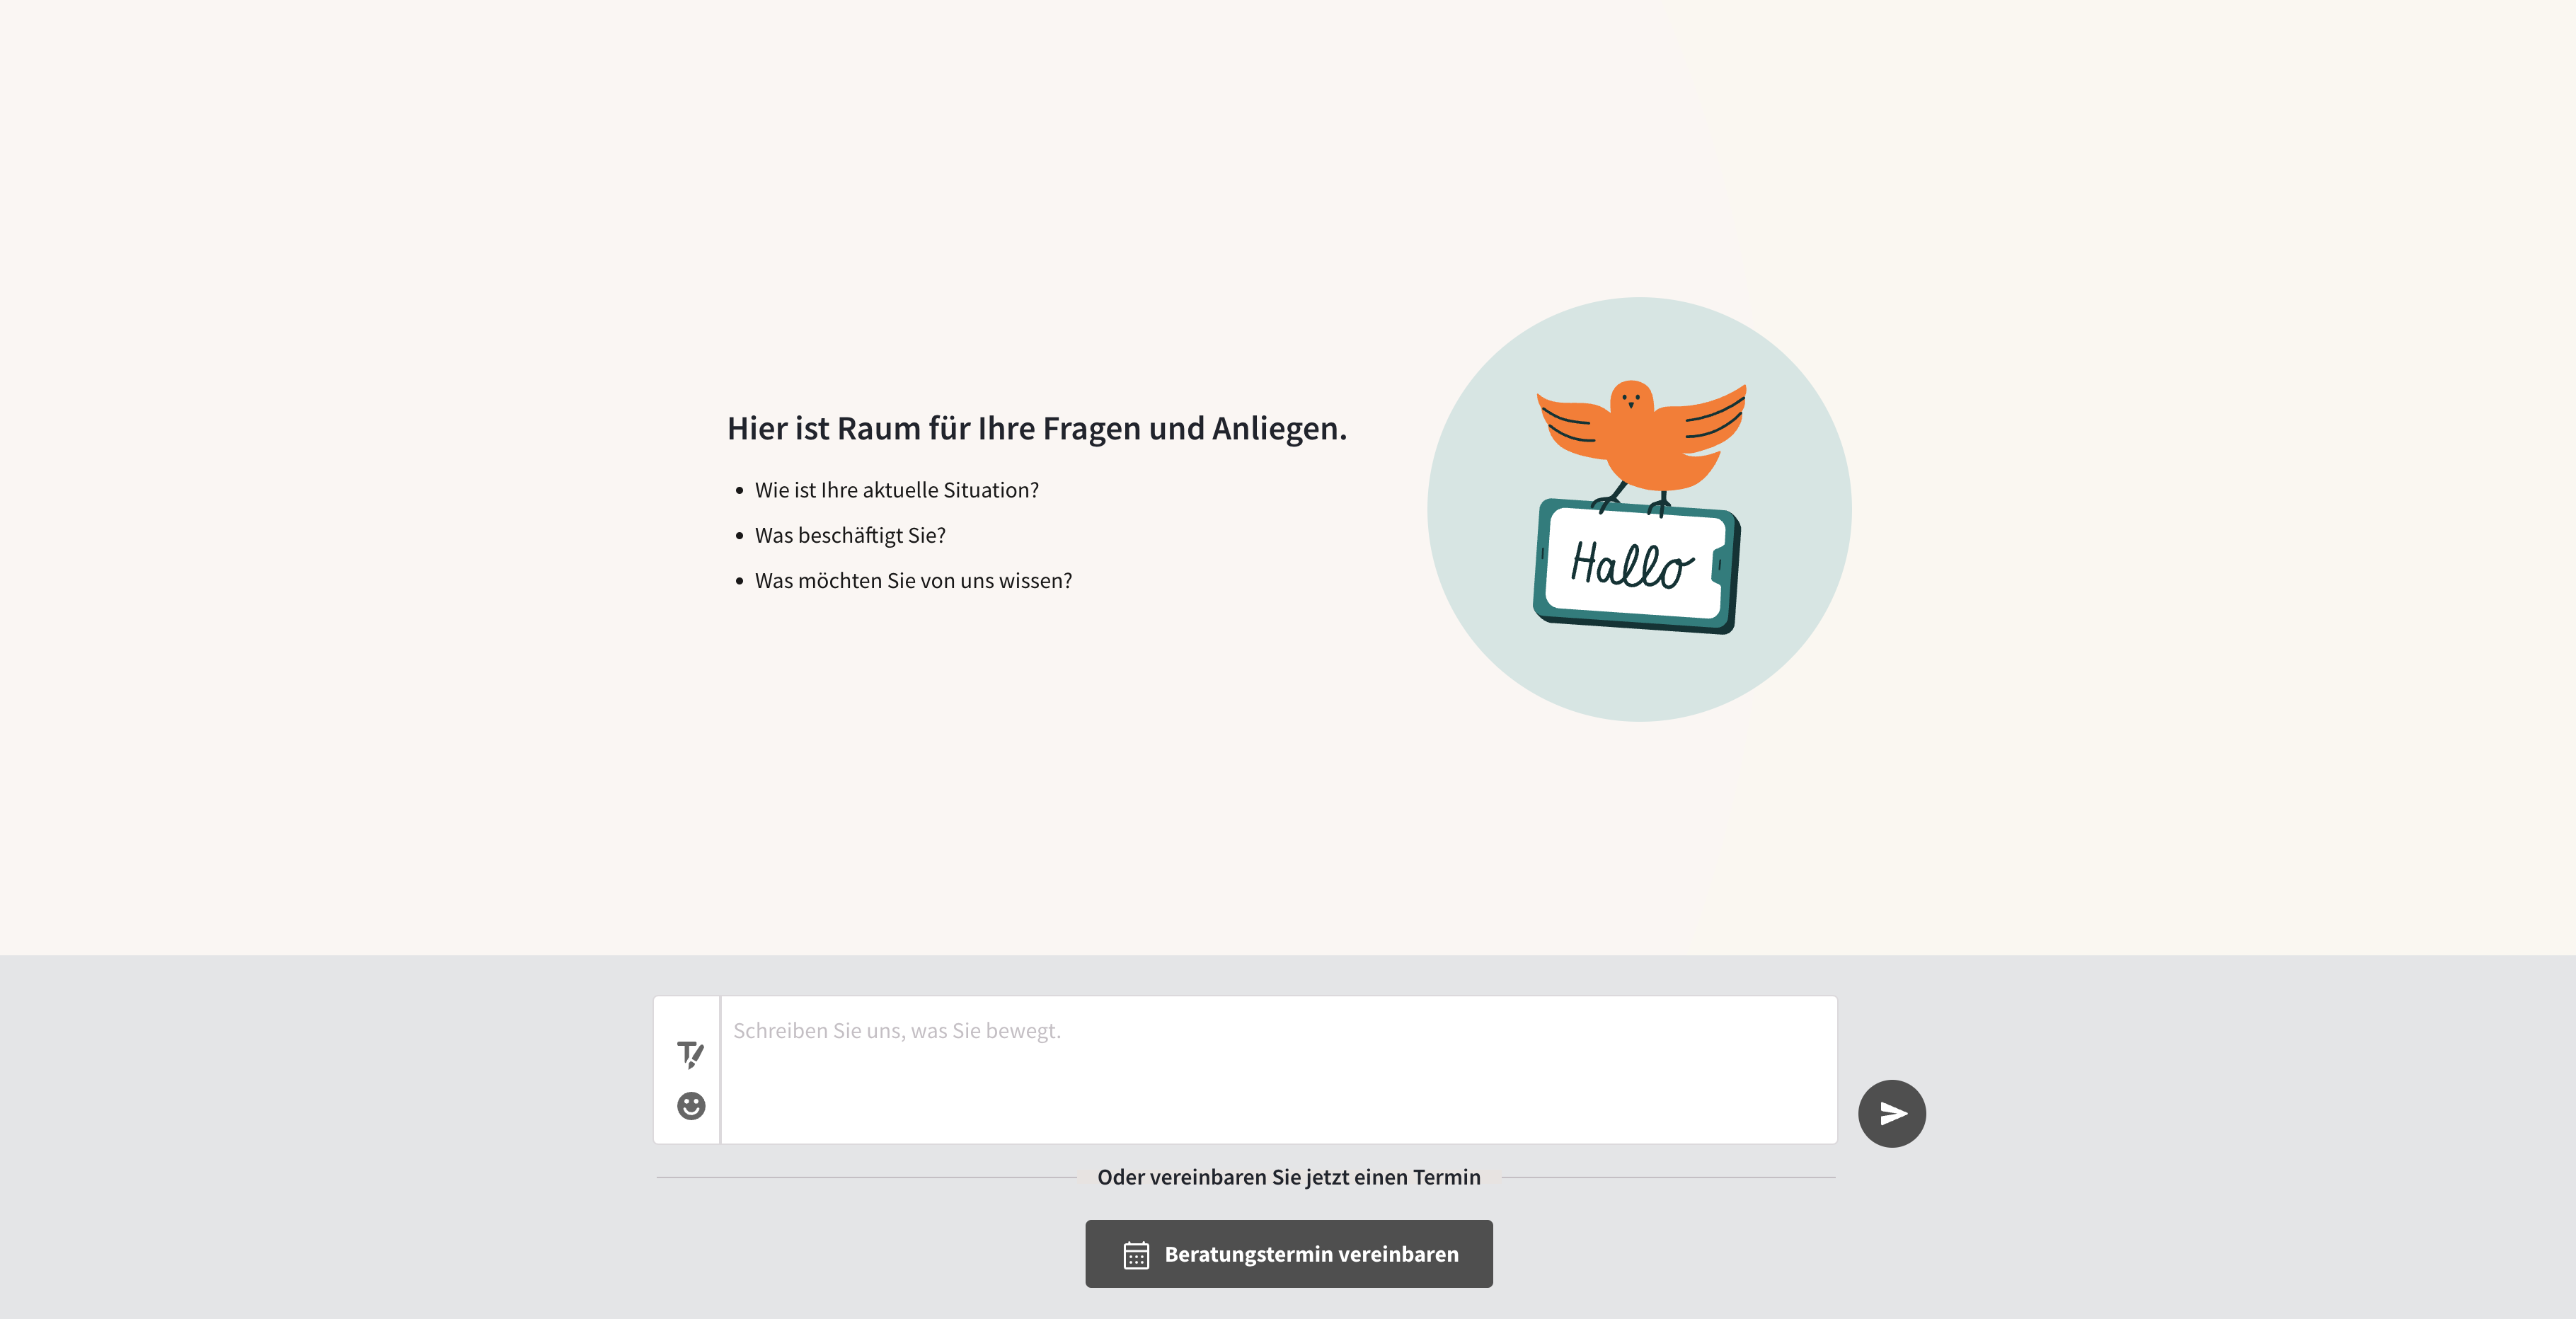 Hier ist Raum für Ihre Fragen und Anliegen.
Wie ist Ihre aktuelle Situation?
Was beschäftigt Sie?
Was möchten Sie von uns wissen?
Hallo
Schreiben Sie uns, was Sie bewegt.
Oder vereinbaren Sie jetzt einen Termin
Beratungstermin vereinbaren